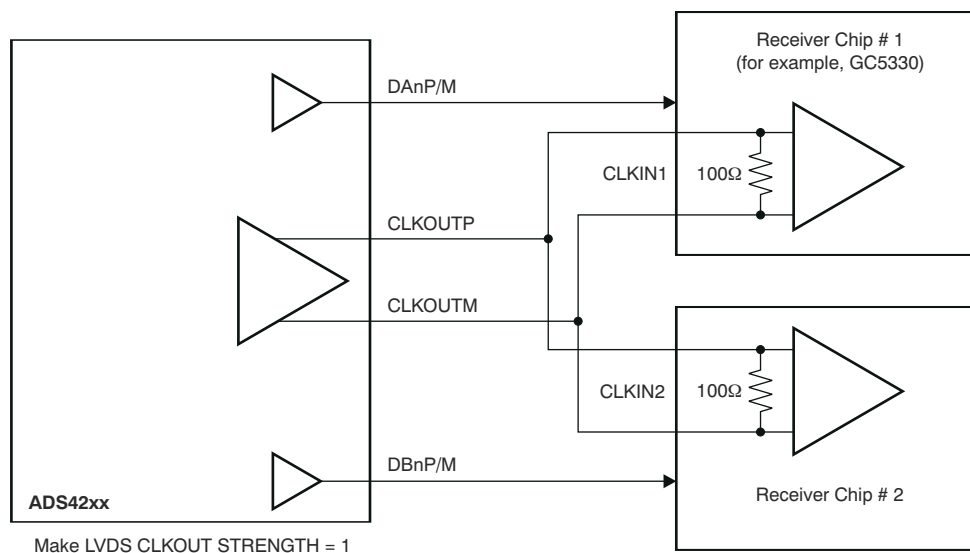 Receiver Chip # 1
(for example, GC5330)
DAnP/M
CLKIN1
100Ω
CLKOUTP
CLKOUTM
CLKIN2
100Ω
DBnP/M
ADS42xx
Receiver Chip # 2
Make LVDS CLKOUT STRENGTH = 1